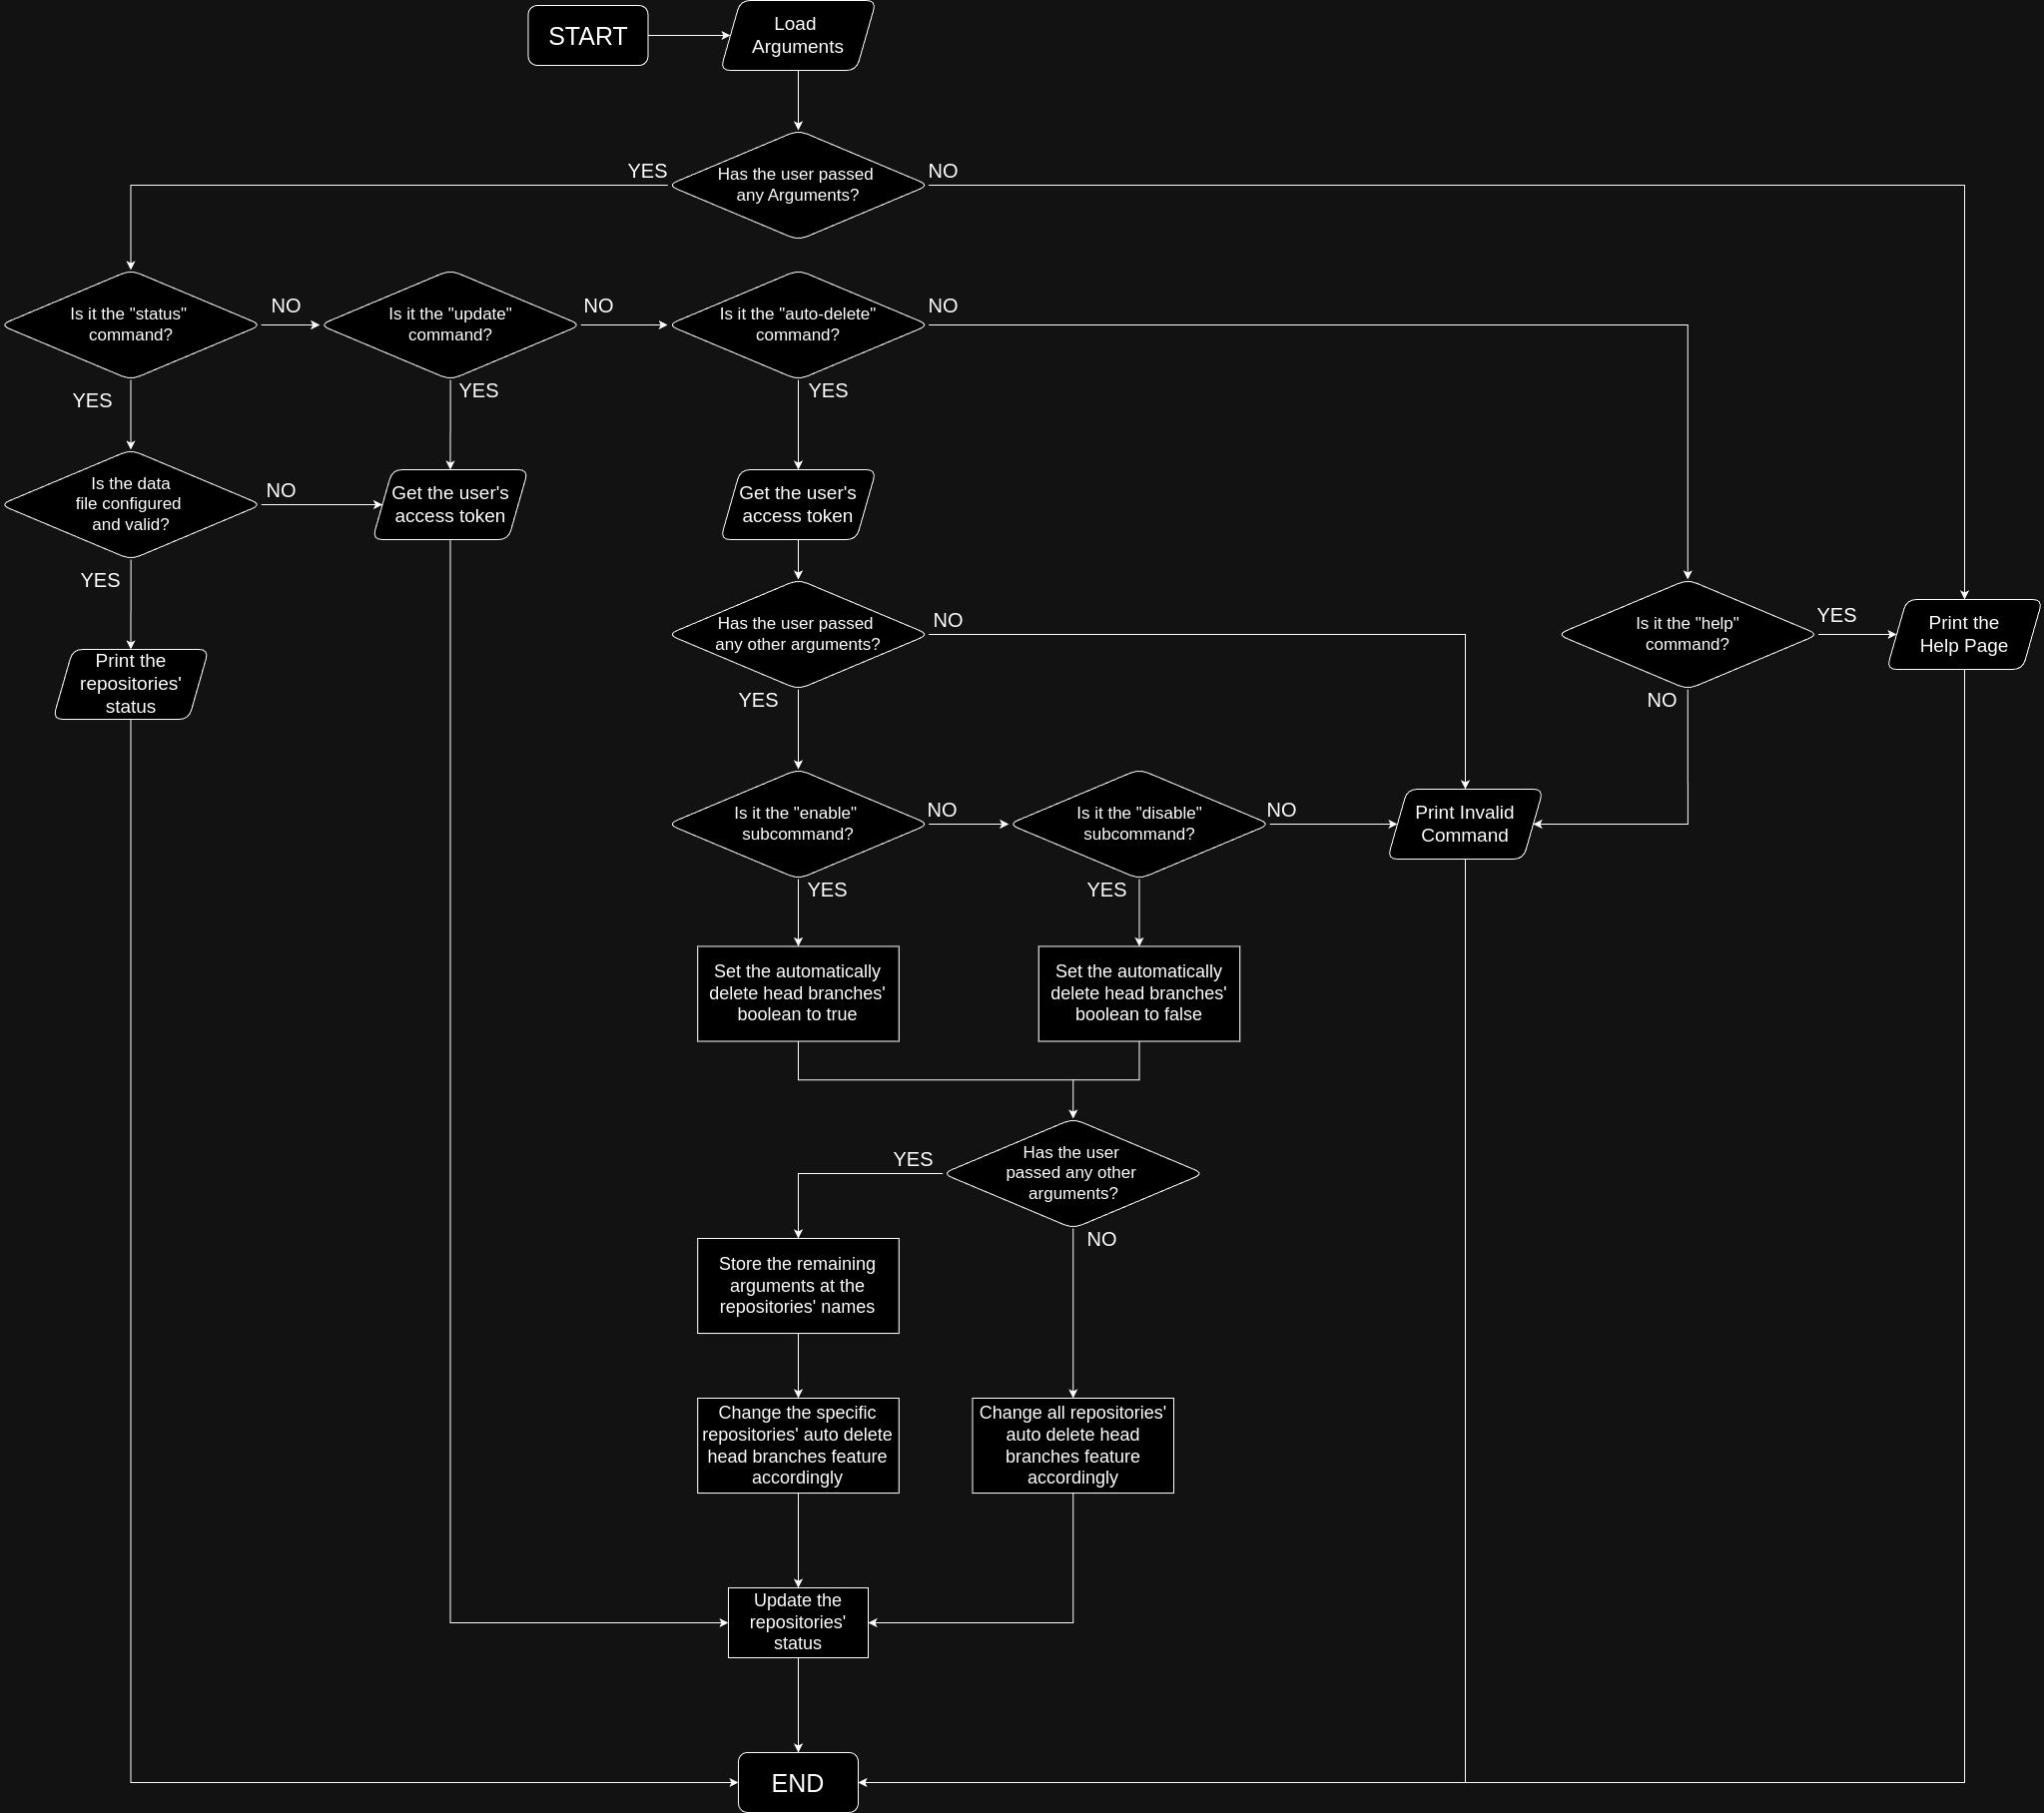 START
Load
Arguments
YES
Has the user passed
any Arguments?
NO
Is it the "status"
command?
NO
Is it the "update"
command?
NO
Is it the "auto-delete"
command?
NO
YES
YES
YES
Is the data
file configured
and valid?
NO
Get the user's
access token
Get the user's
access token
YES
Has the user passed
any other arguments?
NO
Is it the "help"
command?
YES
Print the
Help Page
Print the
repositories'
status
YES
NO
Is it the "enable"
subcommand?
NO
Is it the "disable"
subcommand?
NO
Print Invalid
Command
YES
YES
Set the automatically
delete head branches'
boolean to true
Set the automatically
delete head branches'
boolean to false
YES
Has the user
passed any other
arguments?
NO
Store the remaining
arguments at the
repositories' names
Change the specific
repositories' auto delete
head branches feature
accordingly
Change all repositories'
auto delete head
branches feature
accordingly
Update the
repositories'
status
END